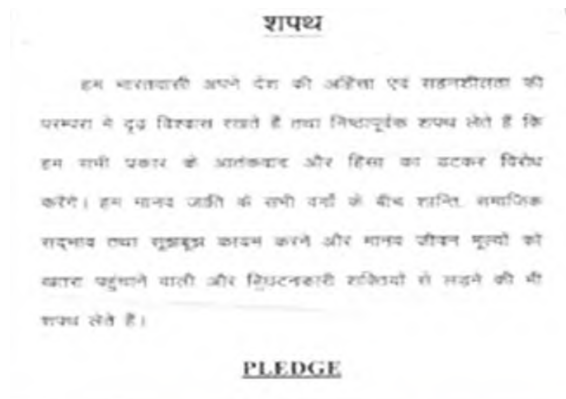 शपथ
हम भारतवासी अपने देश की अहिंसा एवं सहनशीलता की
परम्परा मे दृढ़ विश्वास रखते हैं तथा निष्ठापूर्वक शपथ लेते हैं कि
हम सभी प्रकार के आतंकवाद और हिंसा का डटकर विरोध
करेंगे। हम मानव जाति के सभी वर्गों के बीच शान्ति, समाजिक
सद्भाव तथा सूझबूझ कायम करने और मानव जीवन मूल्यों को
खतरा पहुंचाने वाली और विघटनकारी शक्तियों से लड़ने की भी
शपथ लेते हैं।
PLEDGE